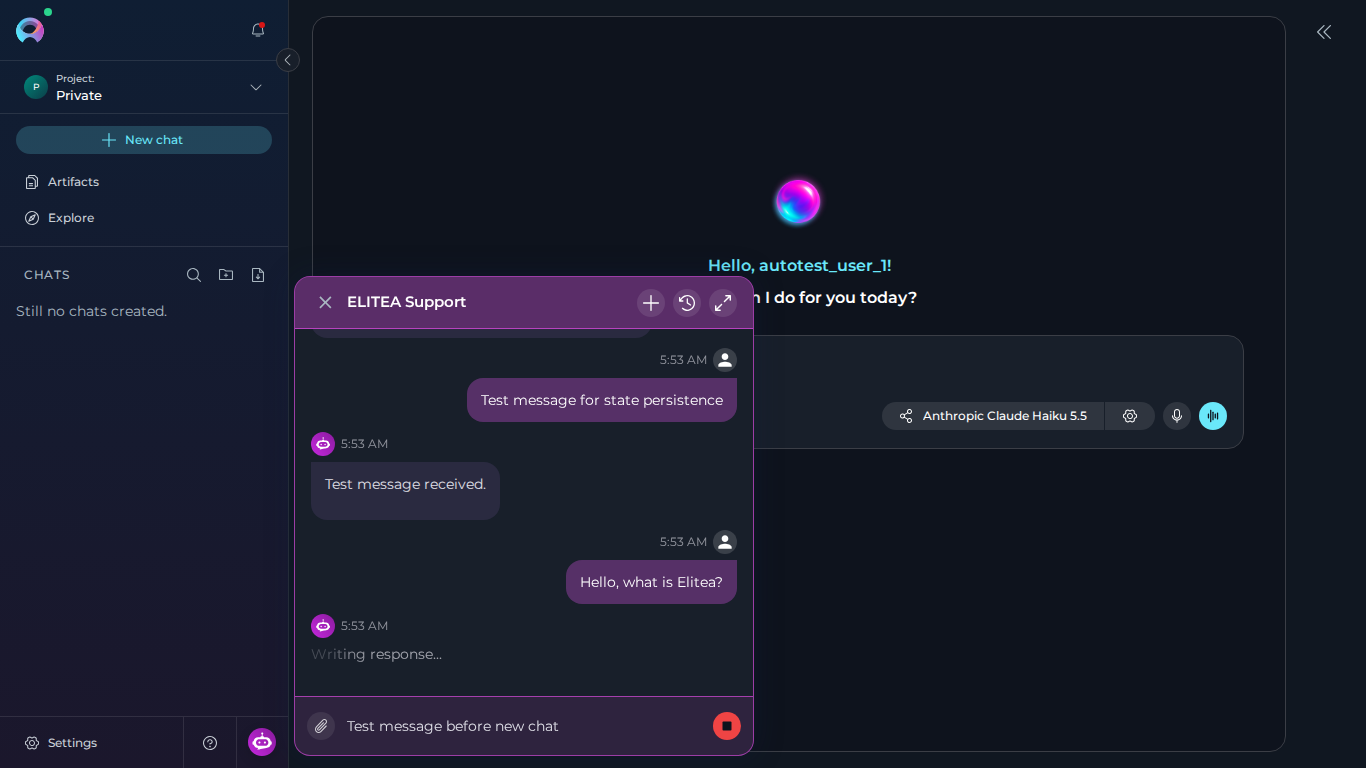 Project:
P
Private
New chat
Artifacts
Explore
CHATS
Still no chats created.
Settings
Hello, autotest_user_1!
I do for you today?
Anthropic Claude Haiku 5.5
ELITEA Support
5:53 AM
Test message for state persistence
5:53 AM
Test message received.
5:53 AM
Hello, what is Elitea?
5:53 AM
Writing response...
Test message before new chat